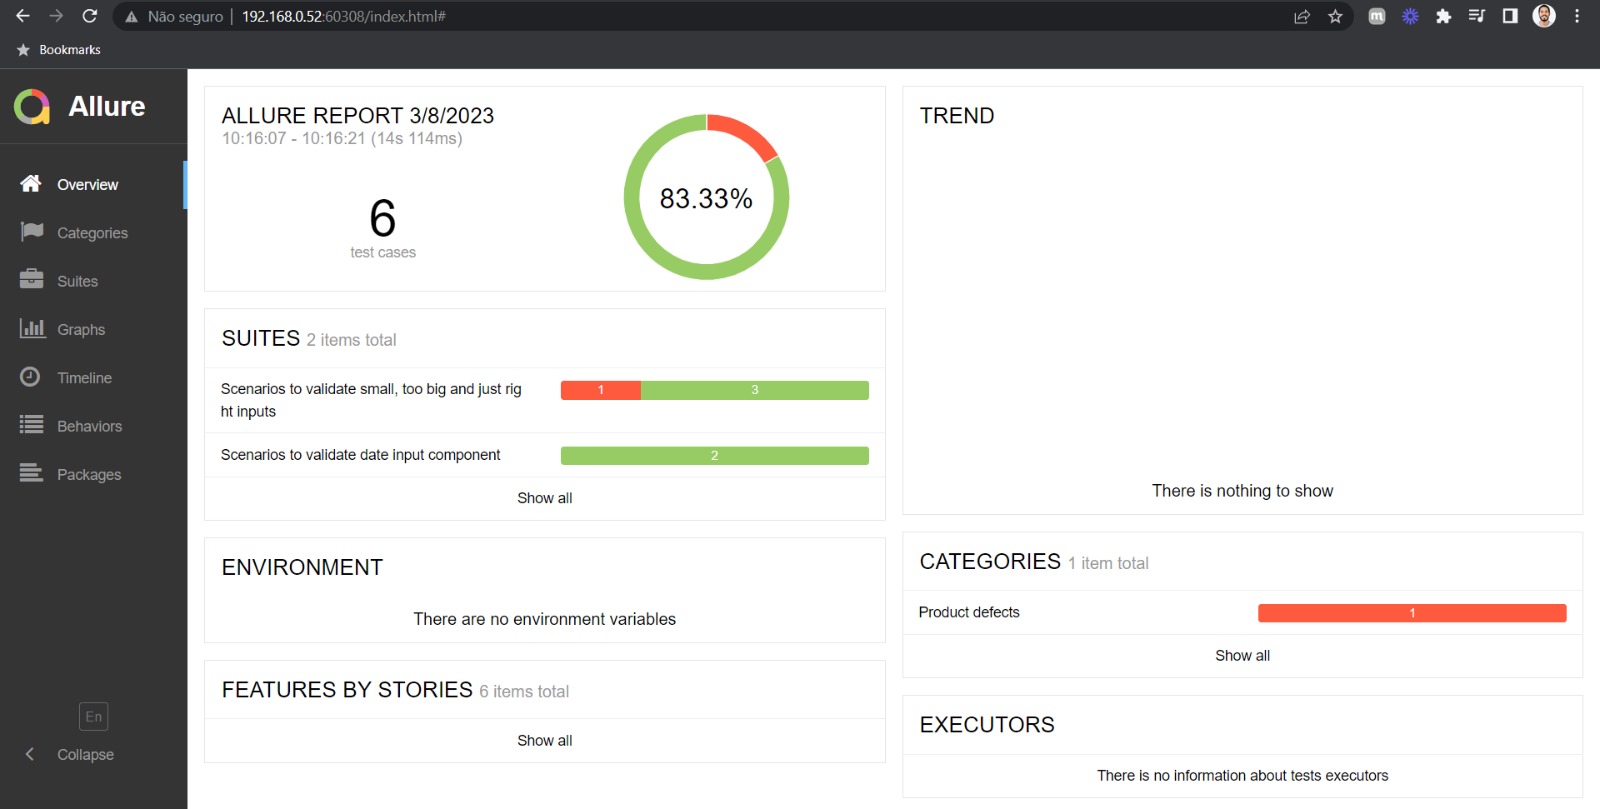 Não seguro | 192.168.0.52:60308/index.html#
Bookmarks
Allure
Overview
Categories
Suites
Graphs
Timeline
Behaviors
Packages
En
Collapse
ALLURE REPORT 3/8/2023
10:16:07 - 10:16:21 (14s 114ms)
6
test cases
83.33%
SUITES 2 items total
Scenarios to validate small, too big and just rig
ht inputs
1 3
Scenarios to validate date input component
2
Show all
ENVIRONMENT
There are no environment variables
FEATURES BY STORIES 6 items total
Show all
TREND
There is nothing to show
CATEGORIES 1 item total
Product defects
1
Show all
EXECUTORS
There is no information about tests executors